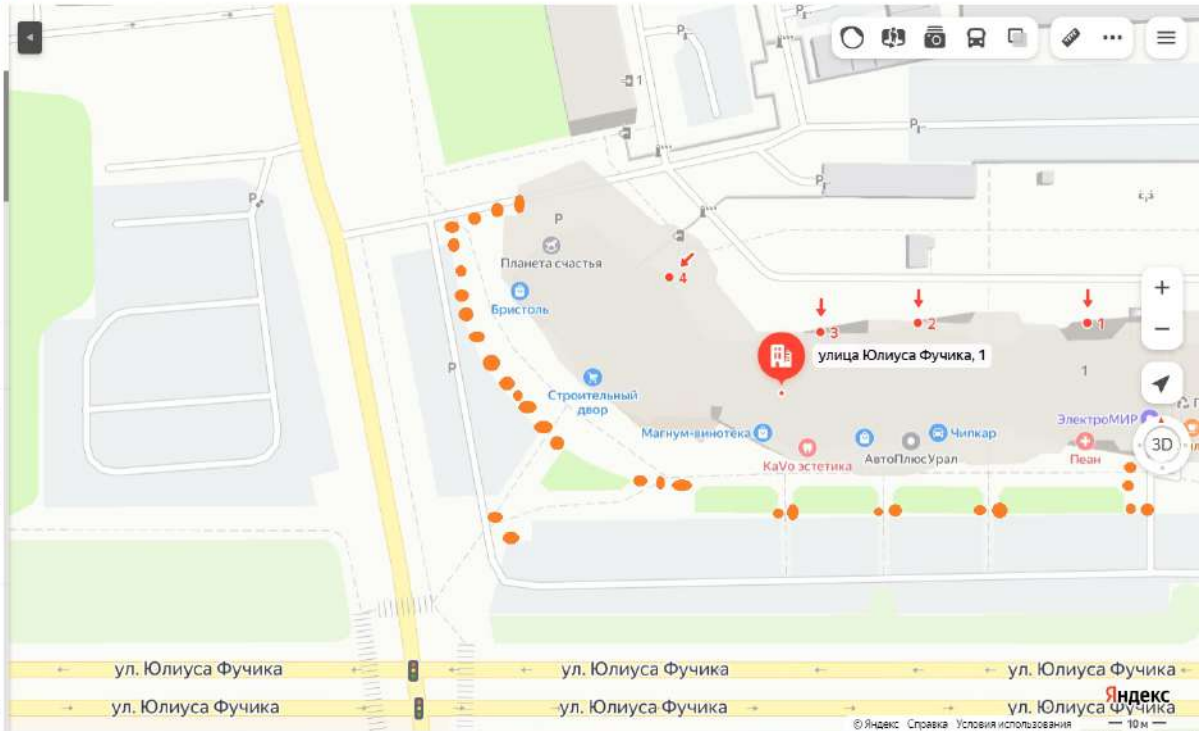 P
P
1
P
P
P
P
Планета счастья
4
Бристоль
3
2
1
улица Юлиуса Фучика, 1
P
1
Строительный
двор
ЭлектроМИР
Магнум-винотека
Чипкар
3D
KaVo эстетика
АвтоПлюсУрал
Пеан
ул. Юлиуса Фучика
ул. Юлиуса Фучика
ул. Юлиуса Фучика
Яндекс
ул. Юлиуса Фучика
ул. Юлиуса Фучика
ул. Юлиуса Фучика
© Яндекс Справка Условия использования
10 м